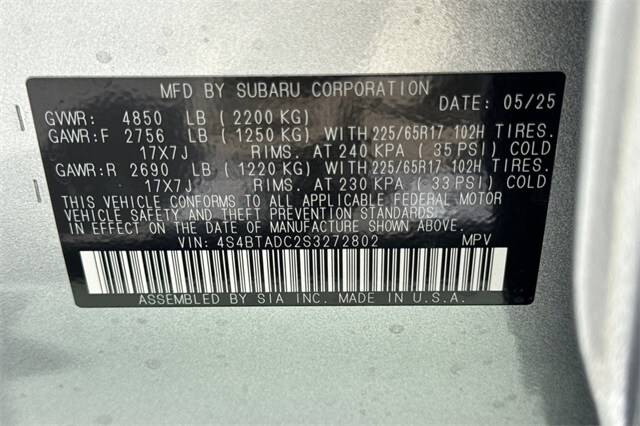 MFD BY SUBARU CORPORATION
DATE: 05/25
GVWR: 4850 LB ( 2200 KG)
GAWR:F 2756 LB ( 1250 KG) WITH 225/65R17 102H TIRES.
17X7J RIMS. AT 240 KPA ( 35 PSI) COLD
GAWR:R 2690 LB ( 1220 KG) WITH 225/65R17 102H TIRES.
17X7J RIMS. AT 230 KPA ( 33 PSI) COLD
THIS VEHICLE CONFORMS TO ALL APPLICABLE FEDERAL MOTOR
VEHICLE SAFETY AND THEFT PREVENTION STANDARDS
IN EFFECT ON THE DATE OF MANUFACTURE SHOWN ABOVE.
VIN: 4S4BTADC2S3272802 MPV
ASSEMBLED BY SIA INC. MADE IN U.S.A.